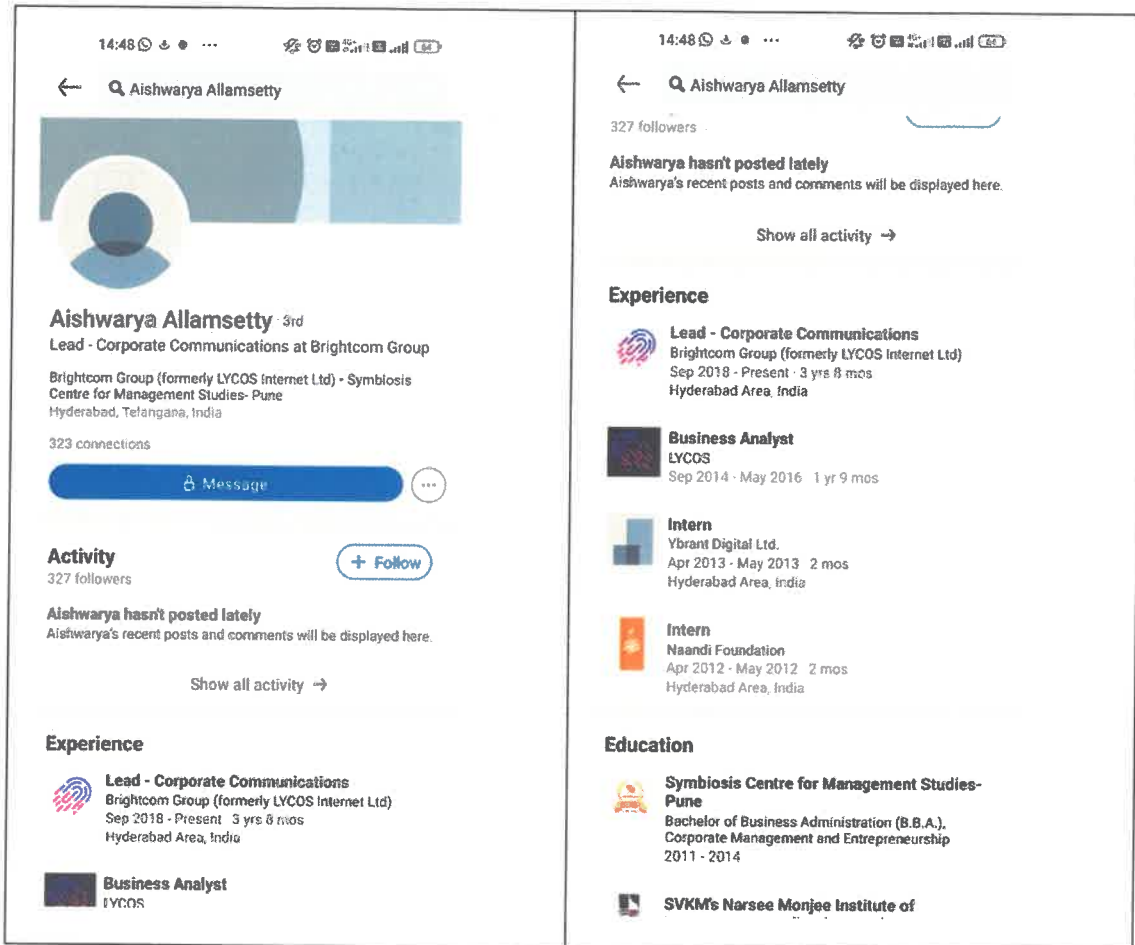 14:48
64
Aishwarya Allamsetty
Aishwarya Allamsetty · 3rd
Lead - Corporate Communications at Brightcom Group
Brightcom Group (formerly LYCOS Internet Ltd) • Symbiosis
Centre for Management Studies- Pune
Hyderabad, Telangana, India
323 connections
Message
Activity
+ Follow
327 followers
Aishwarya hasn't posted lately
Aishwarya's recent posts and comments will be displayed here.
Show all activity →
Experience
Lead - Corporate Communications
Brightcom Group (formerly LYCOS Internet Ltd)
Sep 2018 - Present 3 yrs 8 mos
Hyderabad Area, India
Business Analyst
LYCOS
14:48
64
Aishwarya Allamsetty
327 followers
Aishwarya hasn't posted lately
Aishwarya's recent posts and comments will be displayed here.
Show all activity →
Experience
Lead - Corporate Communications
Brightcom Group (formerly LYCOS Internet Ltd)
Sep 2018 - Present · 3 yrs 8 mos
Hyderabad Area, India
Business Analyst
LYCOS
Sep 2014 - May 2016 1 yr 9 mos
Intern
Ybrant Digital Ltd.
Apr 2013 - May 2013 2 mos
Hyderabad Area, India
Intern
Naandi Foundation
Apr 2012 - May 2012 2 mos
Hyderabad Area, India
Education
Symbiosis Centre for Management Studies-
Pune
Bachelor of Business Administration (B.B.A.),
Corporate Management and Entrepreneurship
2011 - 2014
SVKM's Narsee Monjee Institute of